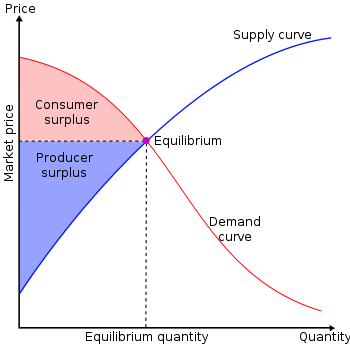 Price
Supply curve
Consumer
surplus
Market price
Equilibrium
Producer
surplus
Demand
curve
Equilibrium quantity
Quantity